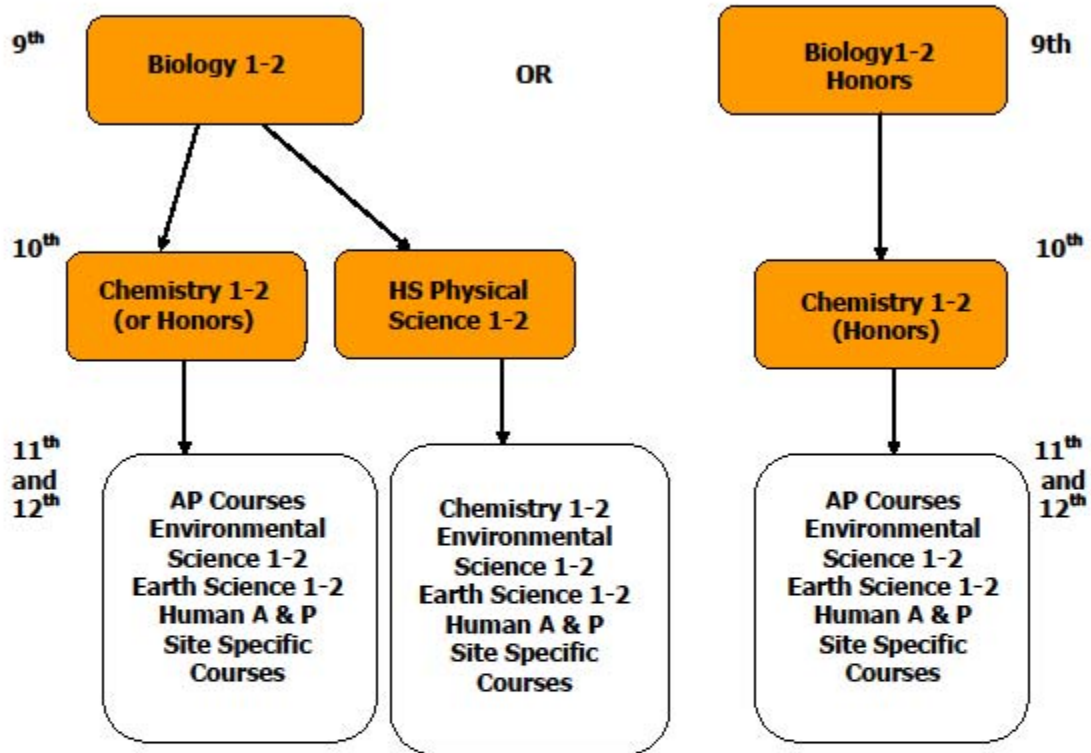 9th
Biology 1-2
OR
Biology1-2
Honors
9th
10th
Chemistry 1-2
(or Honors)
HS Physical
Science 1-2
Chemistry 1-2
(Honors)
10th
11th
and
12th
AP Courses
Environmental
Science 1-2
Earth Science 1-2
Human A & P
Site Specific
Courses
Chemistry 1-2
Environmental
Science 1-2
Earth Science 1-2
Human A & P
Site Specific
Courses
AP Courses
Environmental
Science 1-2
Earth Science 1-2
Human A & P
Site Specific
Courses
11th
and
12th